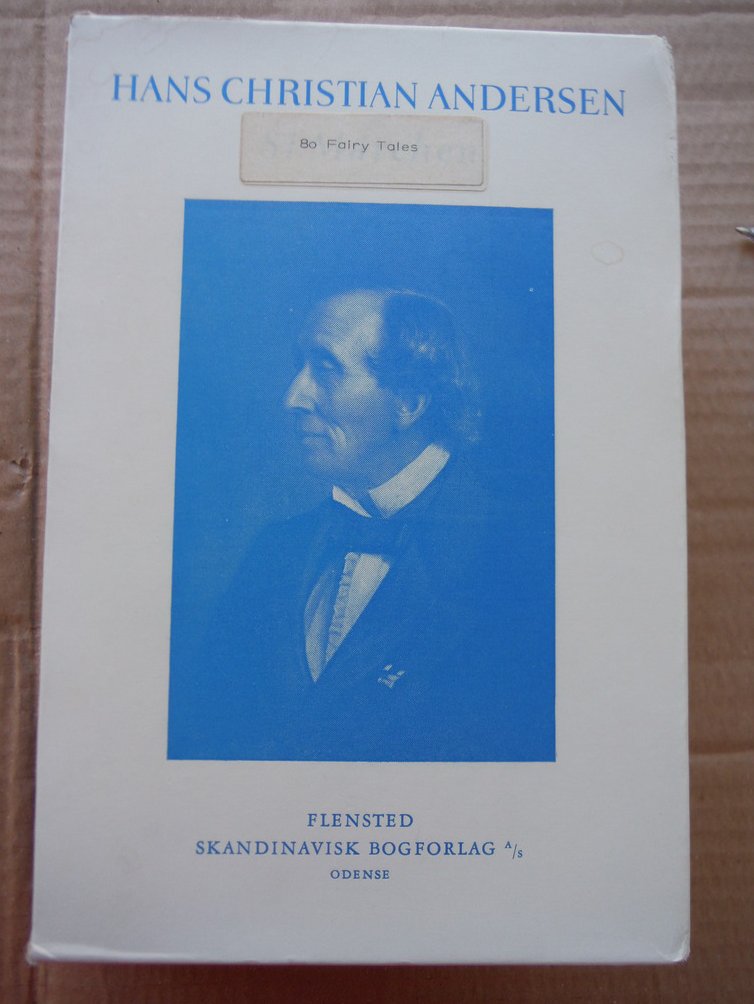 HANS CHRISTIAN ANDERSEN
80 Fairy Tales
FLENSTED
SKANDINAVISK BOGFORLAG A/S
ODENSE